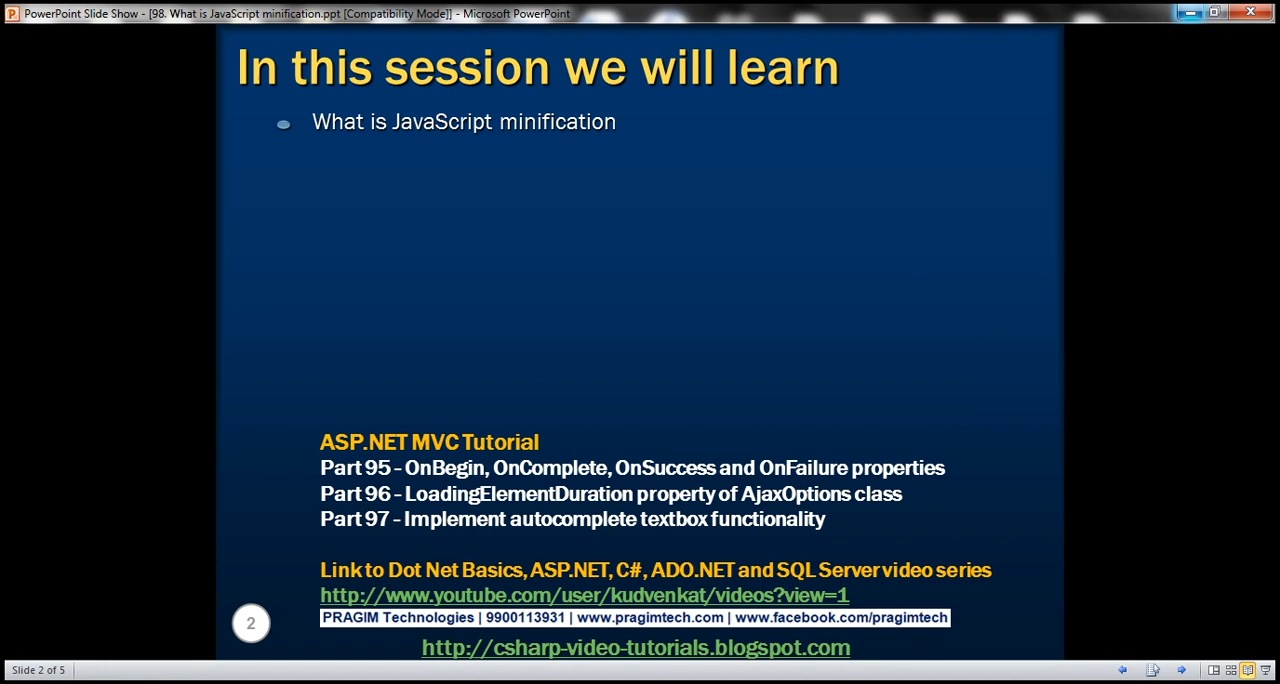 PowerPoint Slide Show - [98. What is JavaScript minification.ppt [Compatibility Mode]] - Microsoft PowerPoint
In this session we will learn
What is JavaScript minification
ASP.NET MVC Tutorial
Part 95 - OnBegin, OnComplete, OnSuccess and OnFailure properties
Part 96 - LoadingElementDuration property of AjaxOptions class
Part 97 - Implement autocomplete textbox functionality
Link to Dot Net Basics, ASP.NET, C#, ADO.NET and SQL Server video series
http://www.youtube.com/user/kudvenkat/videos?view=1
PRAGIM Technologies | 9900113931 | www.pragimtech.com | www.facebook.com/pragimtech
2
http://csharp-video-tutorials.blogspot.com
Slide 2 of 5